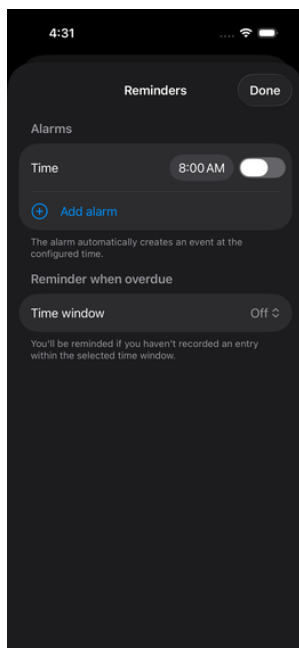 4:31
Reminders
Done
Alarms
Time
8:00 AM
Add alarm
The alarm automatically creates an event at the
configured time.
Reminder when overdue
Time window
Off
You'll be reminded if you haven't recorded an entry
within the selected time window.